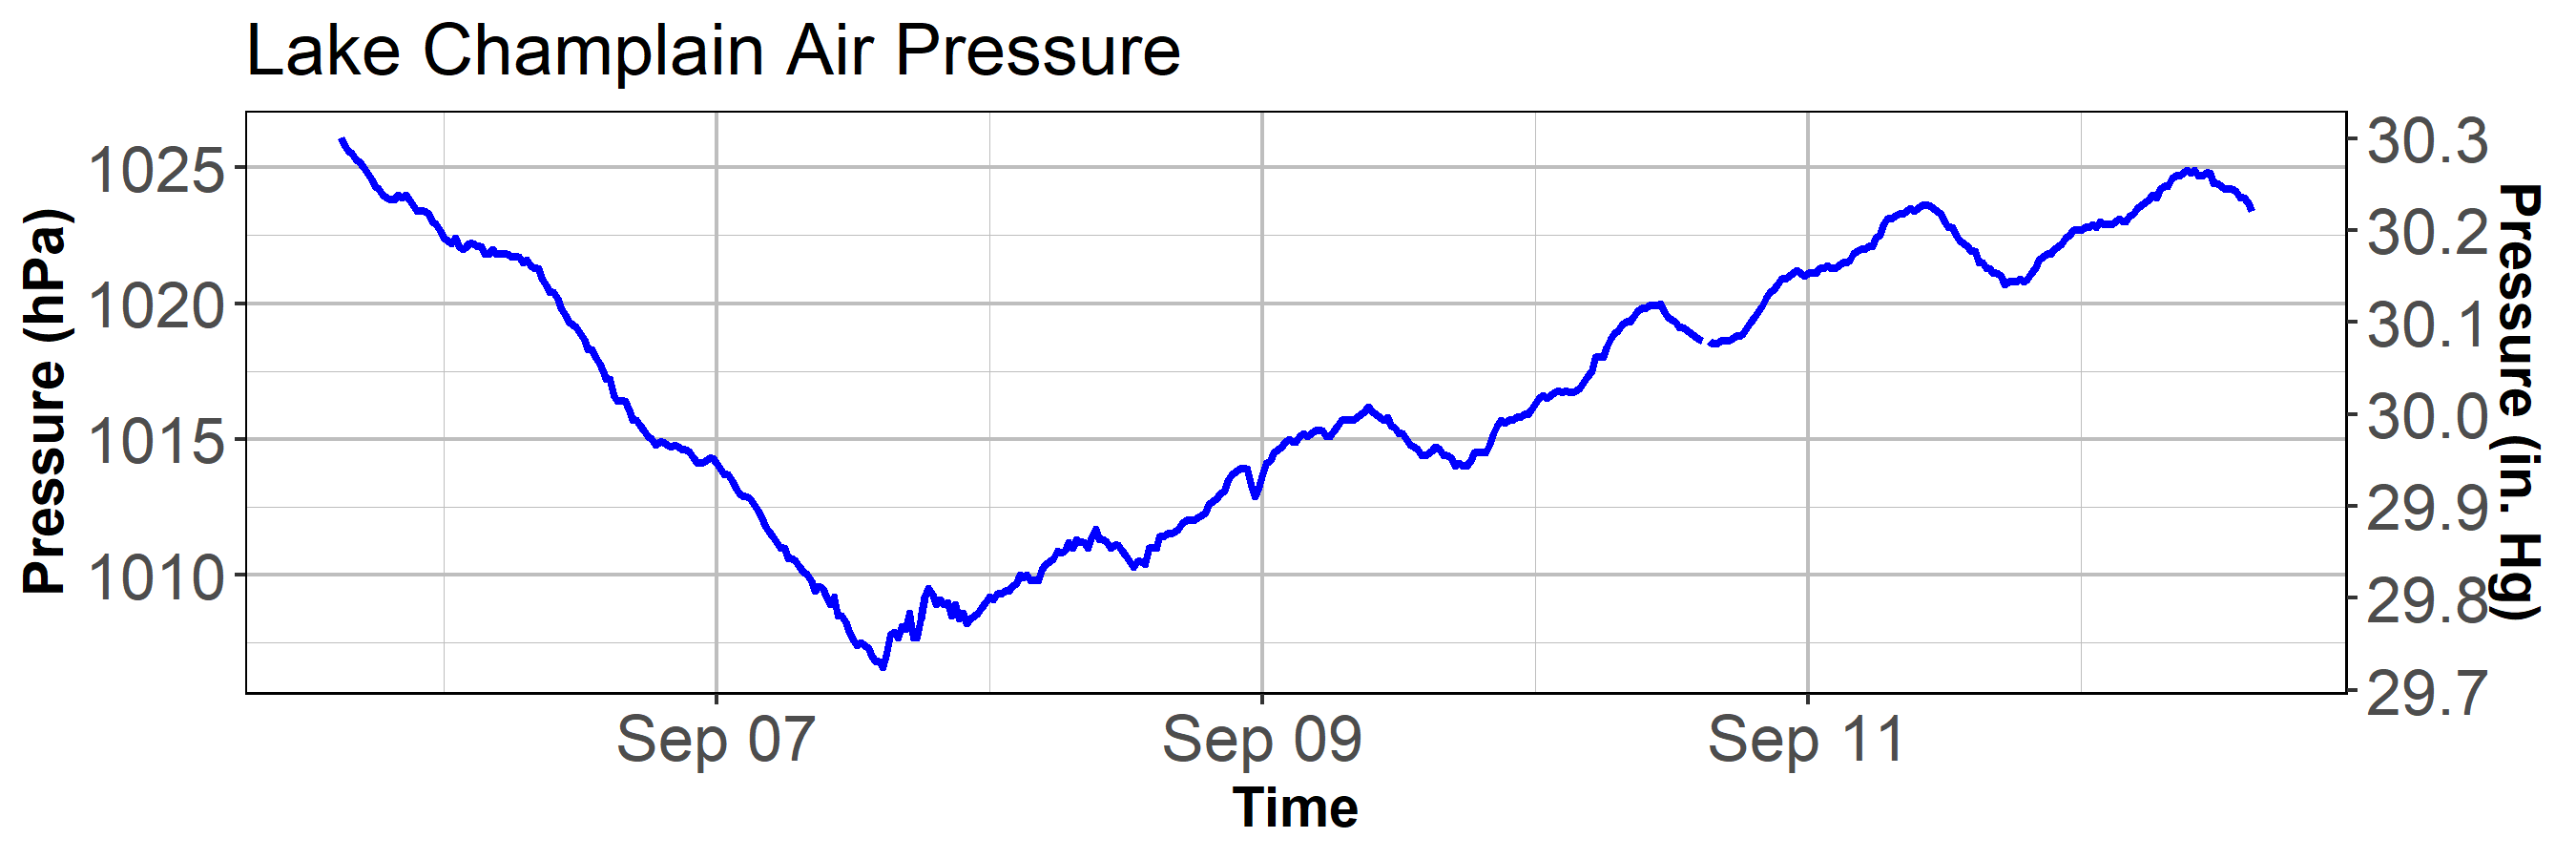 Lake Champlain Air Pressure
Pressure (hPa)
1025
1020
1015
1010
30.3
30.2
30.1
30.0
29.9
29.8
29.7
Pressure (in. Hg)
Sep 07
Sep 09
Sep 11
Time